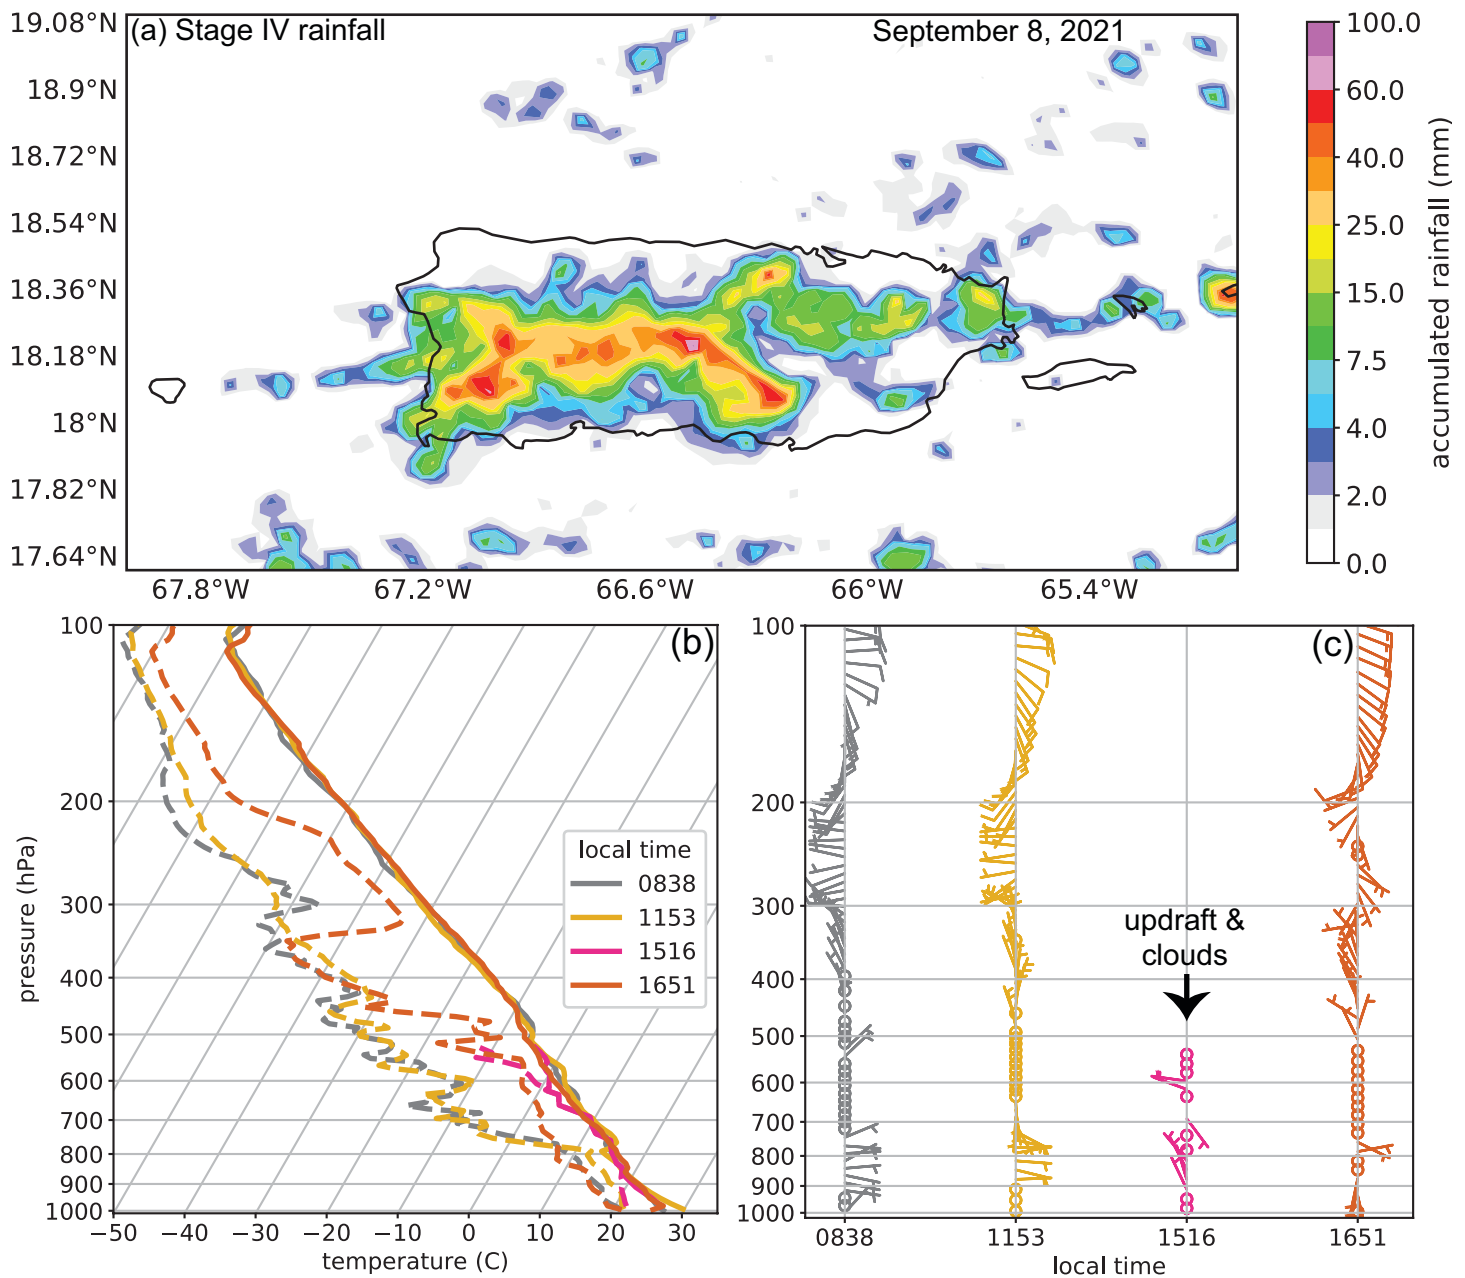 (a) Stage IV rainfall
September 8, 2021
19.08°N
18.9°N
18.72°N
18.54°N
18.36°N
18.18°N
18°N
17.82°N
17.64°N
67.8°W
67.2°W
66.6°W
66°W
65.4°W
100.0
60.0
40.0
25.0
15.0
7.5
4.0
2.0
0.0
accumulated rainfall (mm)
(b)
100
200
300
400
500
600
700
800
900
1000
pressure (hPa)
−50
−40
−30
−20
−10
0
10
20
30
temperature (C)
local time
0838
1153
1516
1651
(c)
100
200
300
400
500
600
700
800
900
1000
updraft &
clouds
0838
1153
1516
1651
local time